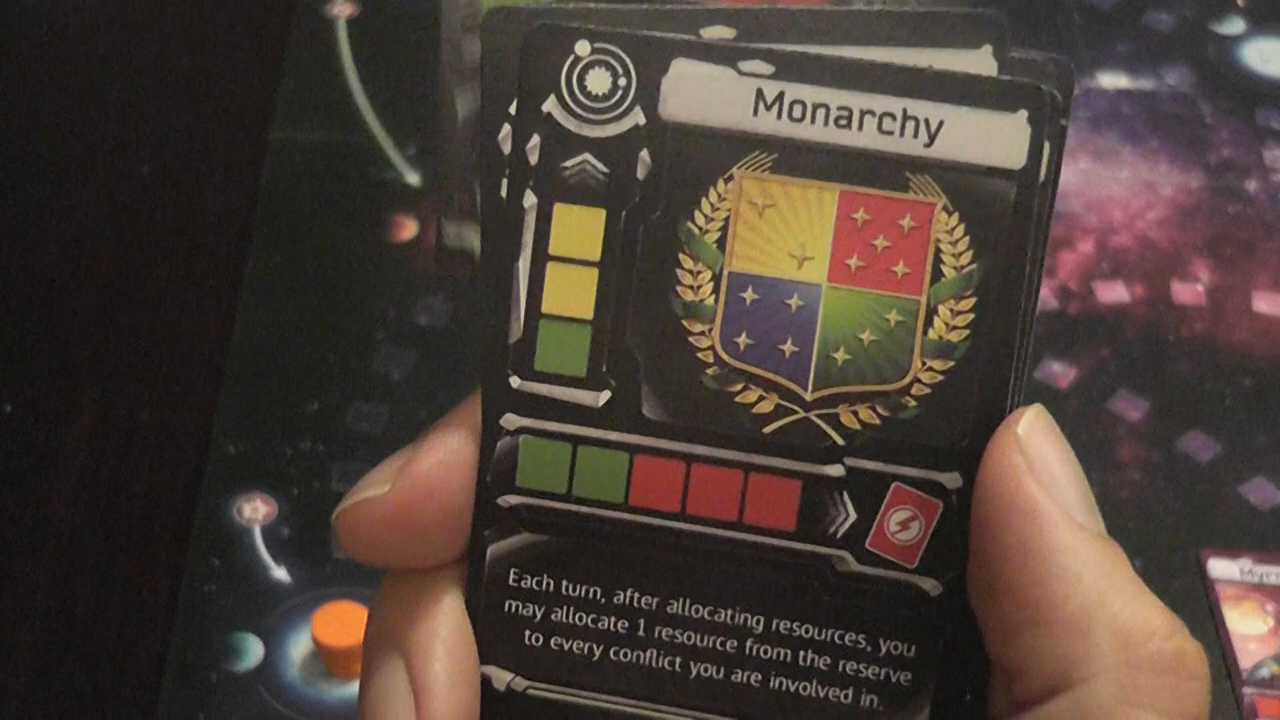 Monarchy
Each turn, after allocating resources, you
may allocate 1 resource from the reserve
to every conflict you are involved in.